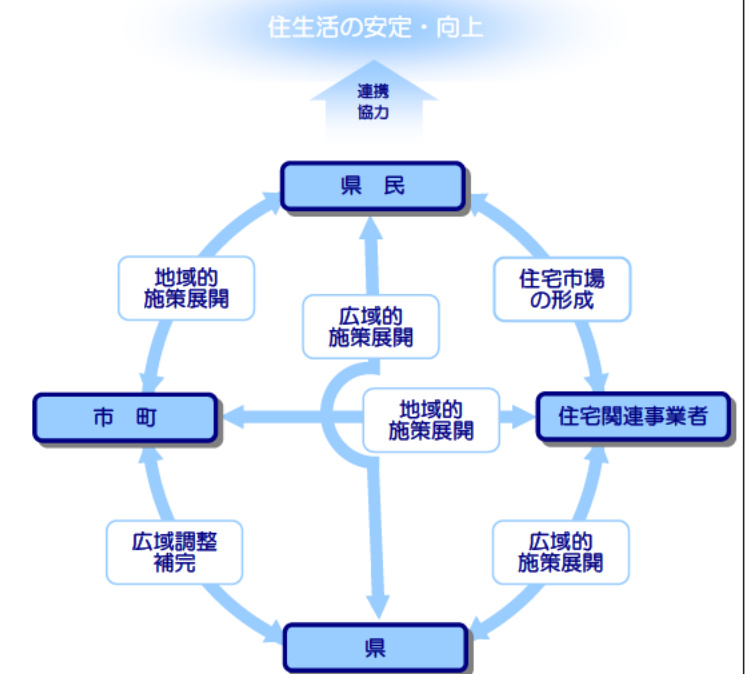 住生活の安定・向上
連携
協力
県　民
地域的
施策展開
住宅市場
の形成
広域的
施策展開
市　町
地域的
施策展開
住宅関連事業者
広域調整
補完
広域的
施策展開
県